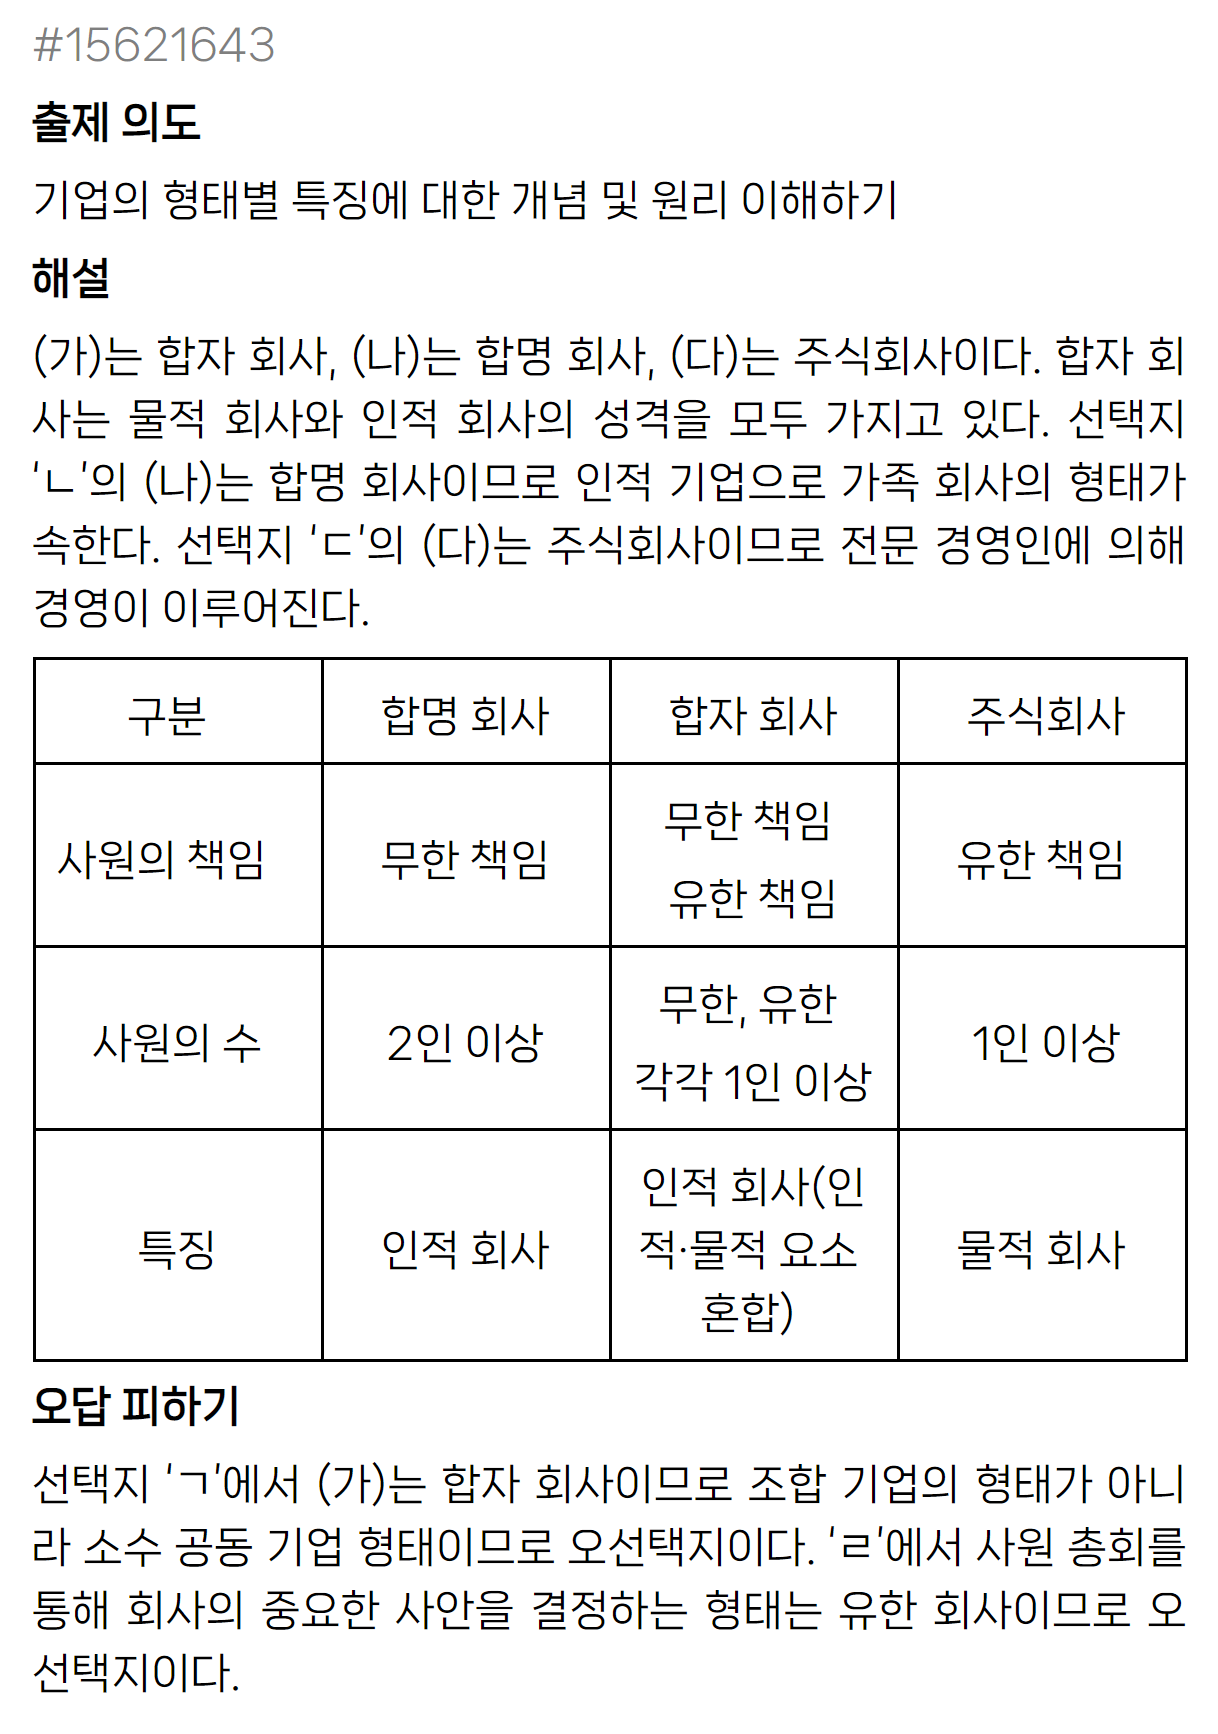 #15621643
출제 의도
기업의 형태별 특징에 대한 개념 및 원리 이해하기
해설
(가)는 합자 회사, (나)는 합명 회사, (다)는 주식회사이다. 합자 회
사는 물적 회사와 인적 회사의 성격을 모두 가지고 있다. 선택지
‘ㄴ’의 (나)는 합명 회사이므로 인적 기업으로 가족 회사의 형태가
속한다. 선택지 ‘ㄷ’의 (다)는 주식회사이므로 전문 경영인에 의해
경영이 이루어진다.
구분 합명 회사 합자 회사 주식회사
사원의 책임 무한 책임 무한 책임 유한 책임 유한 책임
사원의 수 2인 이상 무한, 유한 각각 1인 이상 1인 이상
특징 인적 회사 인적 회사(인적·물적 요소 혼합) 물적 회사
오답 피하기
선택지 ‘ㄱ’에서 (가)는 합자 회사이므로 조합 기업의 형태가 아니
라 소수 공동 기업 형태이므로 오선택지이다. ‘ㄹ’에서 사원 총회를
통해 회사의 중요한 사안을 결정하는 형태는 유한 회사이므로 오
선택지이다.